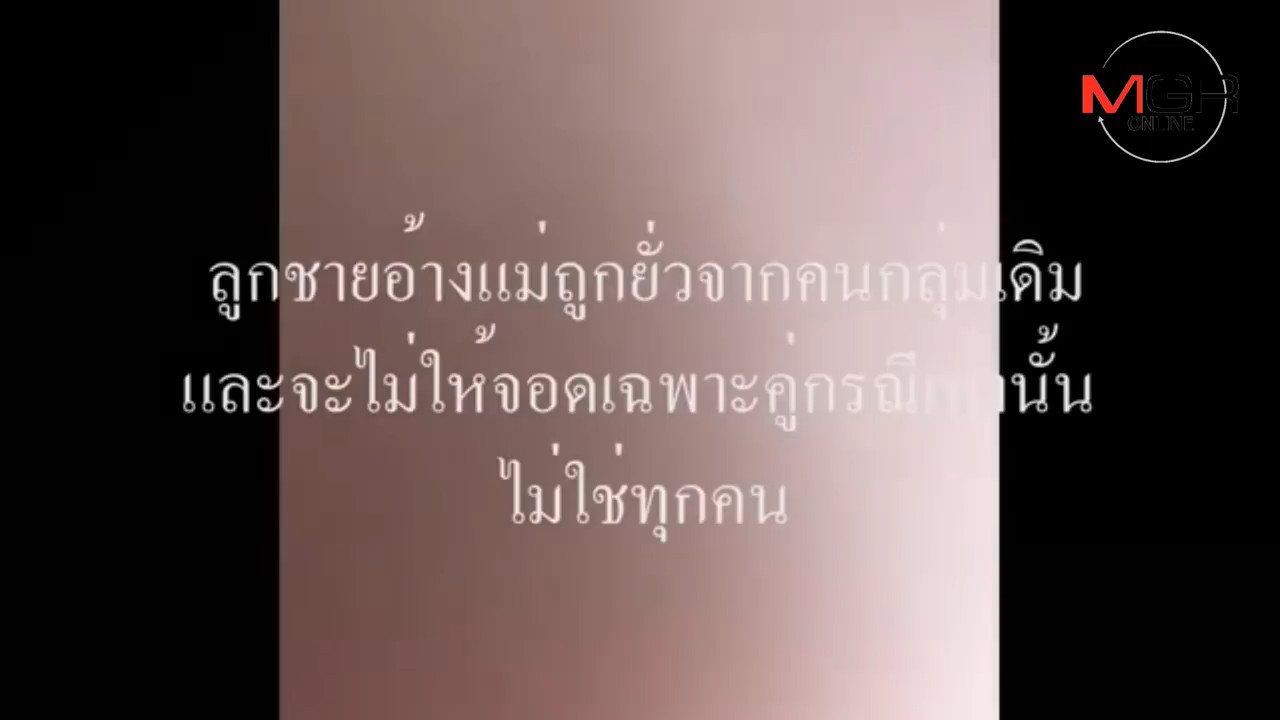 MGR
ONLINE
ลูกชายอ้างแม่ถูกยั่วจากคนกลุ่มเดิม
และจะไม่ให้จอดเฉพาะคู่กรณีเท่านั้น
ไม่ใช่ทุกคน